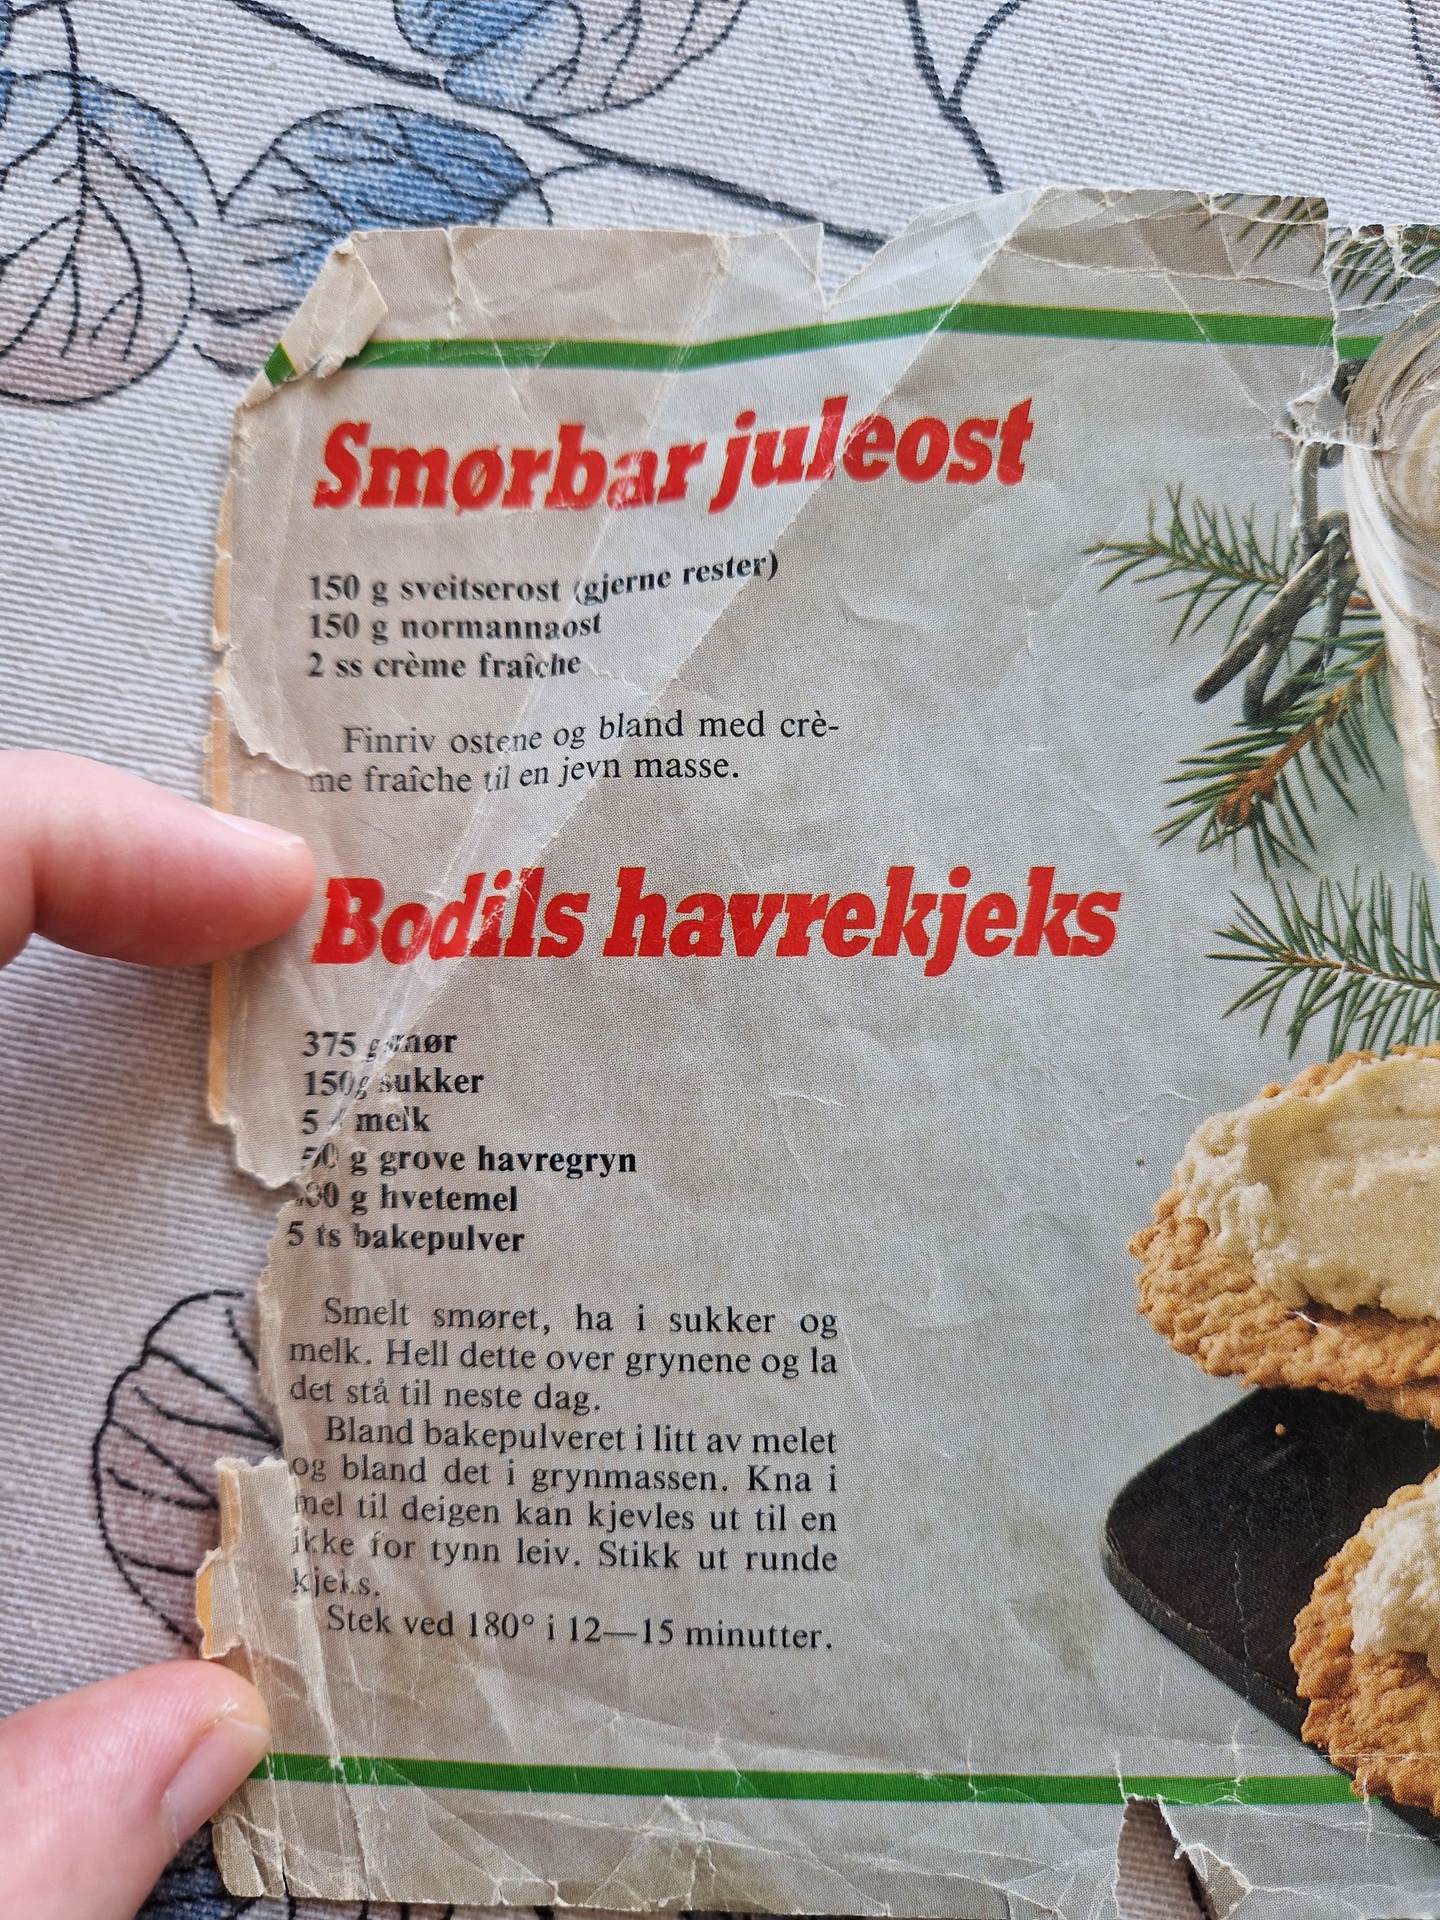 Smørbar juleost
150 g sveitserost (gjerne rester)
150 g normannaost
2 ss crème fraîche
Finriv ostene og bland med crè-
me fraîche til en jevn masse.
Bodils havrekjeks
375 g smør
150g sukker
5 melk
g grove havregryn
g hvetemel
5 ts bakepulver
Smelt smøret, ha i sukker og
melk. Hell dette over grynene og la
det stå til neste dag.
Bland bakepulveret i litt av melet
og bland det i grynmassen. Kna i
mel til deigen kan kjevles ut til en
ikke for tynn leiv. Stikk ut runde
kjeks.
Stek ved 180° i 12—15 minutter.